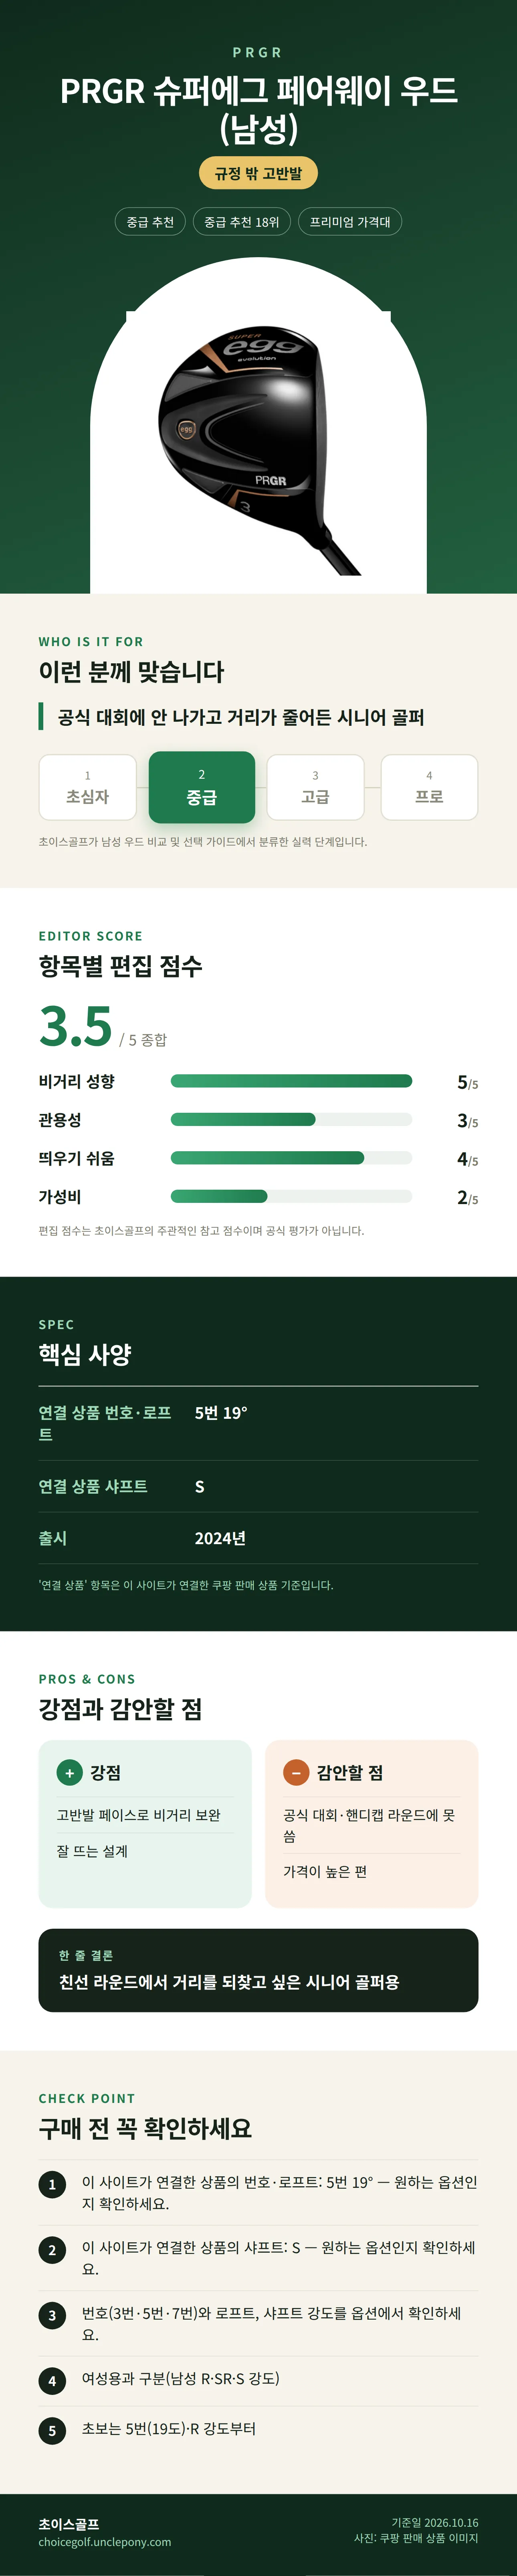 PRGR
PRGR 슈퍼에그 페어웨이 우드
(남성)
규정 밖 고반발
중급 추천
중급 추천 18위
프리미엄 가격대
SUPER
egg
evolution
egg
PRGR
3
WHO IS IT FOR
이런 분께 맞습니다
공식 대회에 안 나가고 거리가 줄어든 시니어 골퍼
1
초심자
2
중급
3
고급
4
프로
초이스골프가 남성 우드 비교 및 선택 가이드에서 분류한 실력 단계입니다.
EDITOR SCORE
항목별 편집 점수
3.5 / 5 종합
비거리 성향 5/5
관용성 3/5
띄우기 쉬움 4/5
가성비 2/5
편집 점수는 초이스골프의 주관적인 참고 점수이며 공식 평가가 아닙니다.
SPEC
핵심 사양
연결 상품 번호·로프
트
5번 19°
연결 상품 샤프트 S
출시 2024년
'연결 상품' 항목은 이 사이트가 연결한 쿠팡 판매 상품 기준입니다.
PROS & CONS
강점과 감안할 점
+ 강점
고반발 페이스로 비거리 보완
잘 뜨는 설계
− 감안할 점
공식 대회·핸디캡 라운드에 못
씀
가격이 높은 편
한 줄 결론
친선 라운드에서 거리를 되찾고 싶은 시니어 골퍼용
CHECK POINT
구매 전 꼭 확인하세요
1 이 사이트가 연결한 상품의 번호·로프트: 5번 19° — 원하는 옵션인
지 확인하세요.
2 이 사이트가 연결한 상품의 샤프트: S — 원하는 옵션인지 확인하세
요.
3 번호(3번·5번·7번)와 로프트, 샤프트 강도를 옵션에서 확인하세
요.
4 여성용과 구분(남성 R·SR·S 강도)
5 초보는 5번(19도)·R 강도부터
초이스골프
choicegolf.unclepony.com
기준일 2026.10.16
사진: 쿠팡 판매 상품 이미지